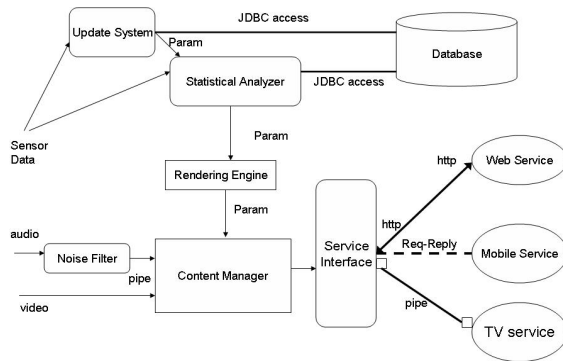 JDBC access
Update System
Param
Database
Statistical Analyzer
JDBC access
Sensor
Data
Param
Rendering Engine
http
Web Service
Param
http
audio
Service
Interface
Req-Reply
Mobile Service
Noise Filter
pipe
Content Manager
pipe
video
TV service